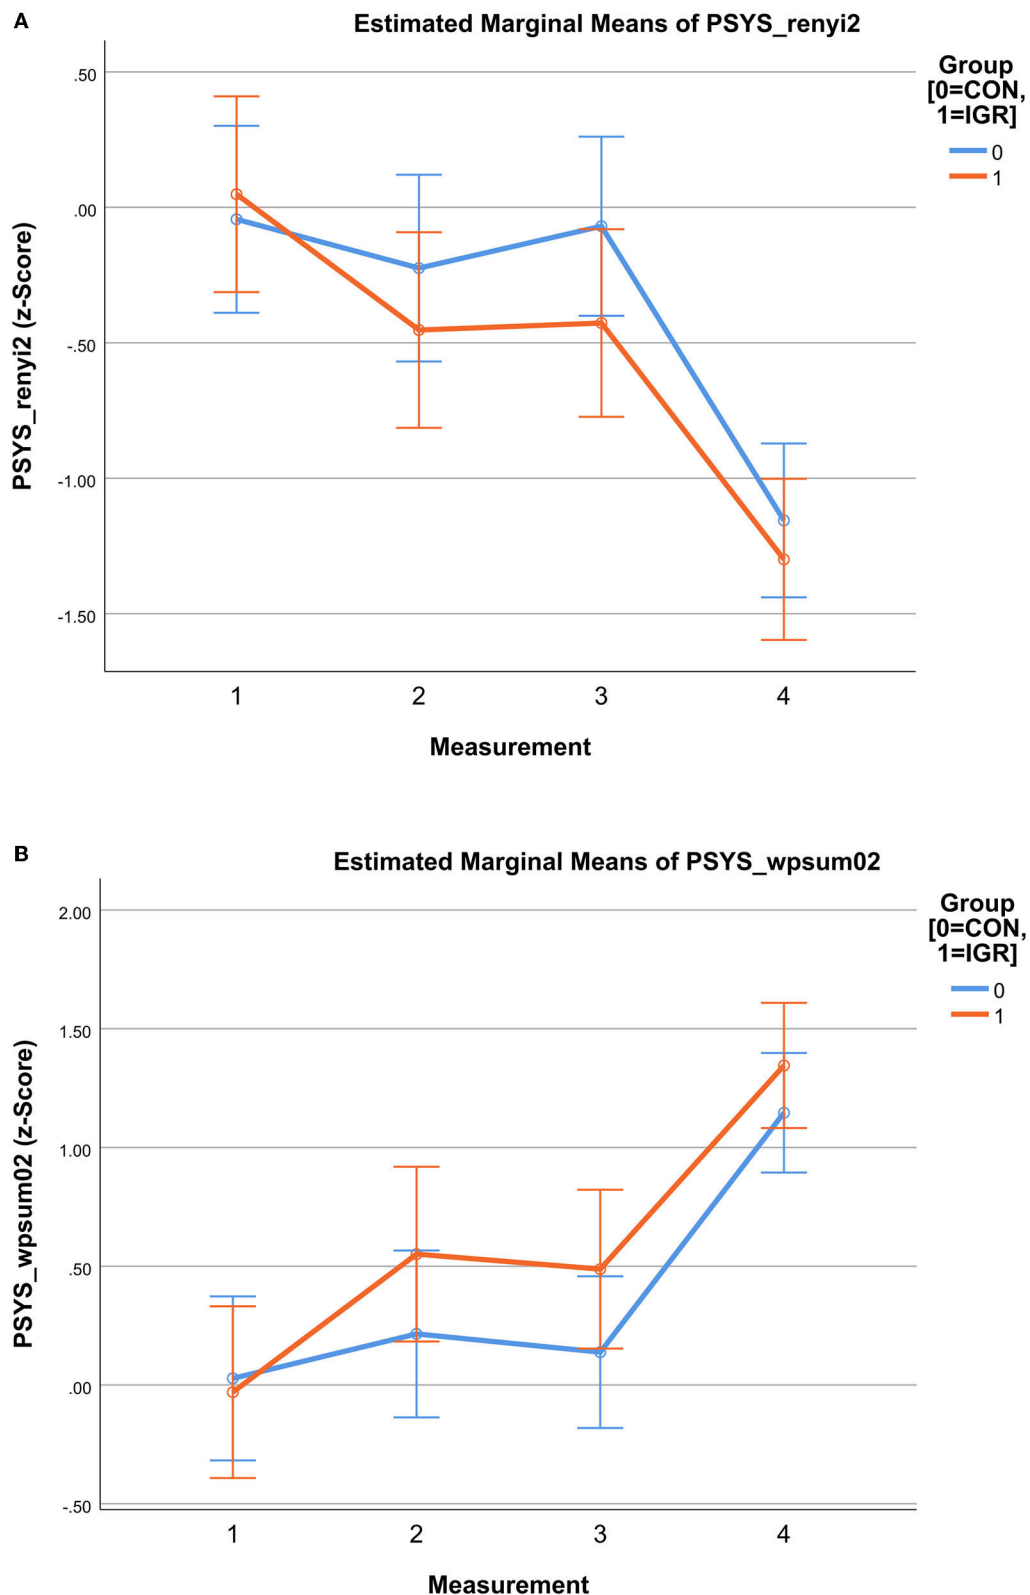 A
Estimated Marginal Means of PSYS_renyi2
Group
[0=CON,
1=IGR]
0
1
PSYS_renyi2 (z-Score)
.50
.00
-.50
-1.00
-1.50
1 2 3 4
Measurement
B
Estimated Marginal Means of PSYS_wpsum02
Group
[0=CON,
1=IGR]
0
1
PSYS_wpsum02 (z-Score)
2.00
1.50
1.00
.50
.00
-.50
1 2 3 4
Measurement